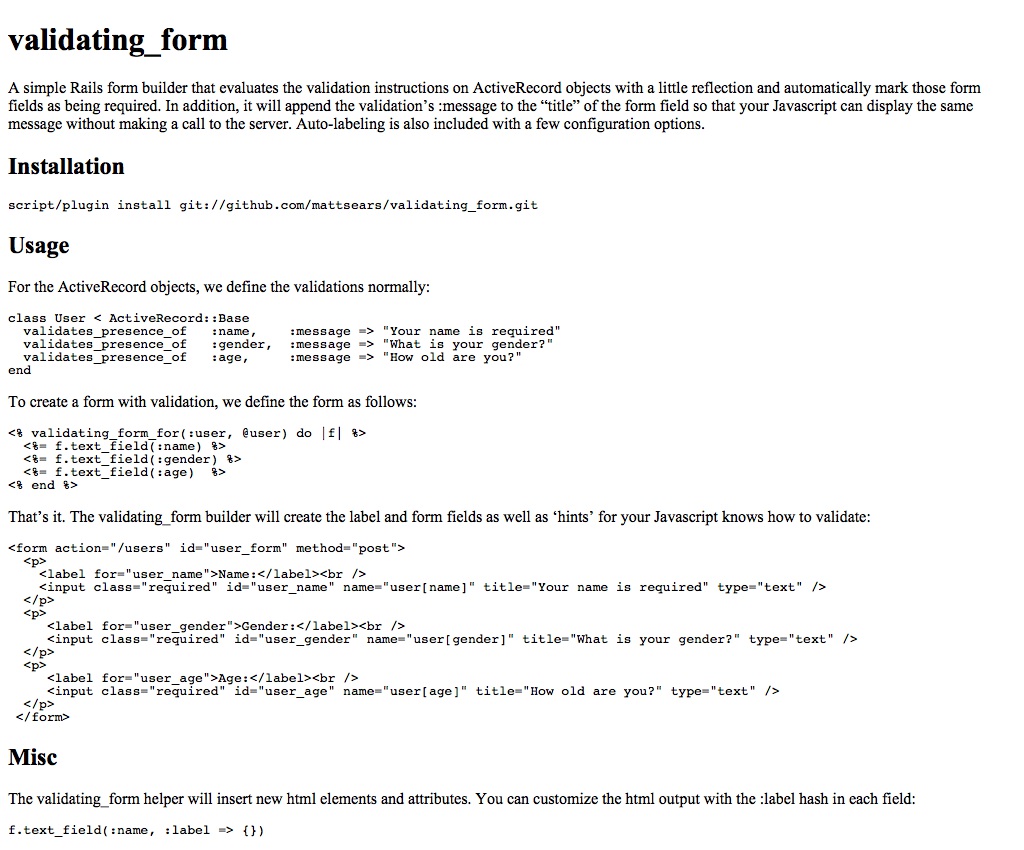 validating_form
A simple Rails form builder that evaluates the validation instructions on ActiveRecord objects with a little reflection and automatically mark those form
fields as being required. In addition, it will append the validation’s :message to the “title” of the form field so that your Javascript can display the same
message without making a call to the server. Auto-labeling is also included with a few configuration options.
Installation
script/plugin install git://github.com/mattsears/validating_form.git
Usage
For the ActiveRecord objects, we define the validations normally:
class User < ActiveRecord::Base
  validates_presence_of   :name,    :message => "Your name is required"
  validates_presence_of   :gender,  :message => "What is your gender?"
  validates_presence_of   :age,     :message => "How old are you?"
end
To create a form with validation, we define the form as follows:
<% validating_form_for(:user, @user) do |f| %>
  <%= f.text_field(:name) %>
  <%= f.text_field(:gender) %>
  <%= f.text_field(:age)  %>
<% end %>
That’s it. The validating_form builder will create the label and form fields as well as ‘hints’ for your Javascript knows how to validate:
<form action="/users" id="user_form" method="post">
  <p>
    <label for="user_name">Name:</label><br />
    <input class="required" id="user_name" name="user[name]" title="Your name is required" type="text" />
  </p>
  <p>
     <label for="user_gender">Gender:</label><br />
     <input class="required" id="user_gender" name="user[gender]" title="What is your gender?" type="text" />
  </p>
  <p>
     <label for="user_age">Age:</label><br />
     <input class="required" id="user_age" name="user[age]" title="How old are you?" type="text" />
  </p>
 </form>
Misc
The validating_form helper will insert new html elements and attributes. You can customize the html output with the :label hash in each field:
f.text_field(:name, :label => {})